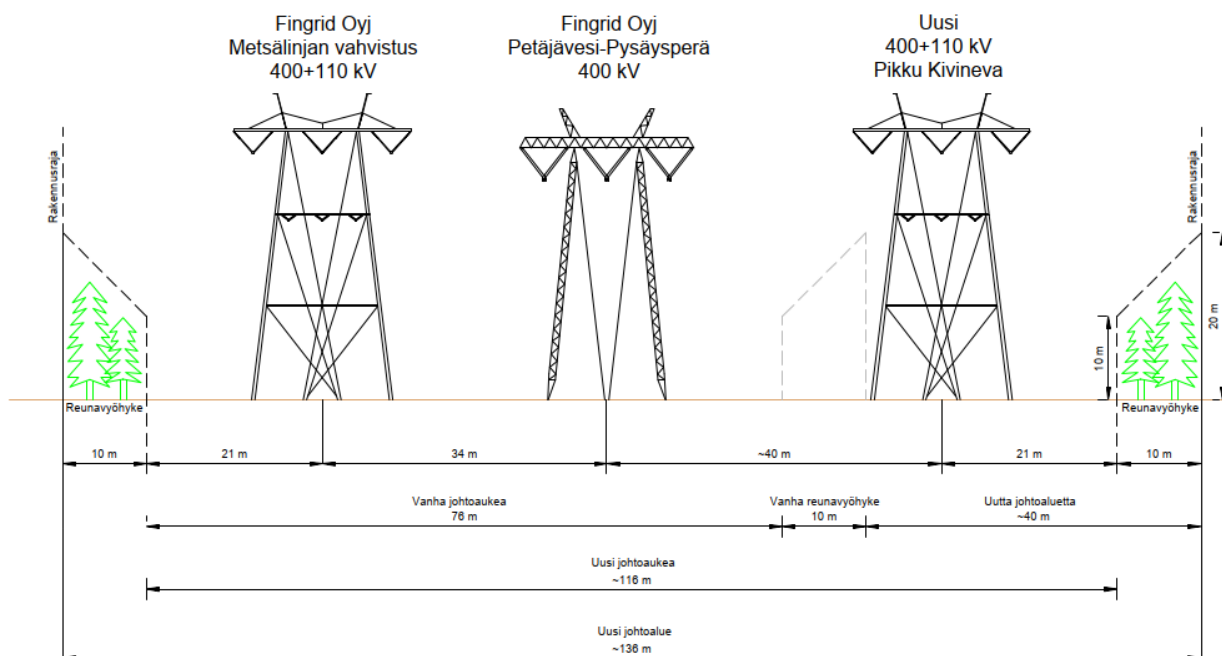 Fingrid Oyj
Metsälinjan vahvistus
400+110 kV
Fingrid Oyj
Petäjävesi-Pysäysperä
400 kV
Uusi
400+110 kV
Pikku Kivineva
Rakennusraja
Rakennusraja
20 m
10 m
Reunavyöhyke
Reunavyöhyke
10 m
21 m
34 m
~40 m
21 m
10 m
Vanha johtoaukea
76 m
Vanha reunavyöhyke
10 m
Uutta johtoaluetta
~40 m
Uusi johtoaukea
~116 m
Uusi johtoalue
~136 m